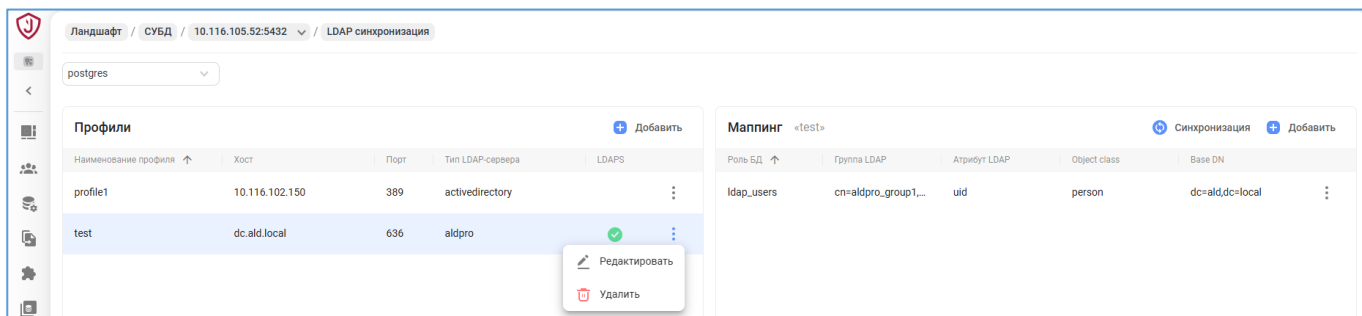 Ландшафт / СУБД / 10.116.105.52:5432 / LDAP синхронизация
postgres
Профили
Добавить
Наименование профиля Хост Порт Тип LDAP-сервера LDAPS
profile1 10.116.102.150 389 activedirectory
test dc.ald.local 636 aldpro
Редактировать
Удалить
Маппинг «test»
Синхронизация Добавить
Роль БД Группа LDAP Атрибут LDAP Object class Base DN
ldap_users cn=aldpro_group1,... uid person dc=ald,dc=local